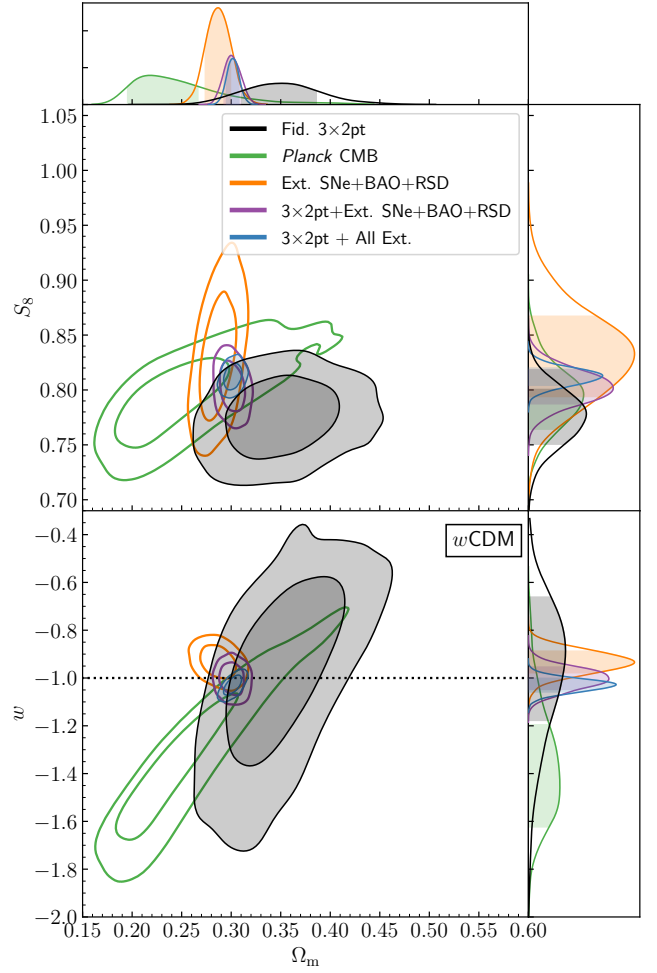 1.05
1.00
0.95
0.90
0.85
0.80
0.75
0.70
S₈
Fid. 3×2pt
Planck CMB
Ext. SNe+BAO+RSD
3×2pt+Ext. SNe+BAO+RSD
3×2pt + All Ext.
wCDM
−0.4
−0.6
−0.8
−1.0
−1.2
−1.4
−1.6
−1.8
−2.0
w
0.15 0.20 0.25 0.30 0.35 0.40 0.45 0.50 0.55 0.60
Ωₘ